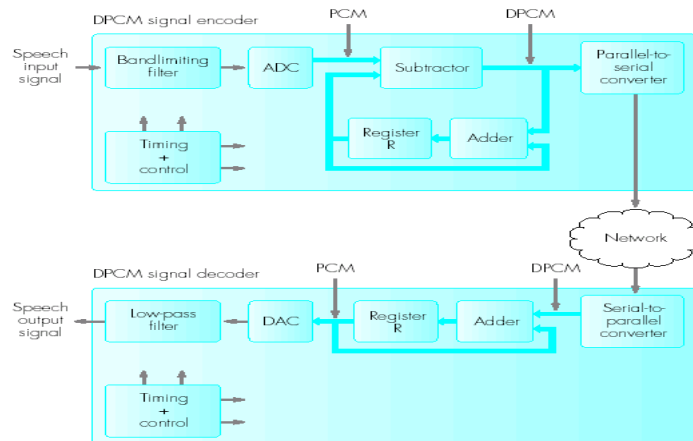 DPCM signal encoder
PCM
DPCM
Speech
input
signal
Bandlimiting
filter
ADC
Subtractor
Parallel-to-
serial
converter
Timing
+
control
Register
R
Adder
Network
DPCM signal decoder
PCM
DPCM
Speech
output
signal
Low-pass
filter
DAC
Register
R
Adder
Serial-to-
parallel
converter
Timing
+
control